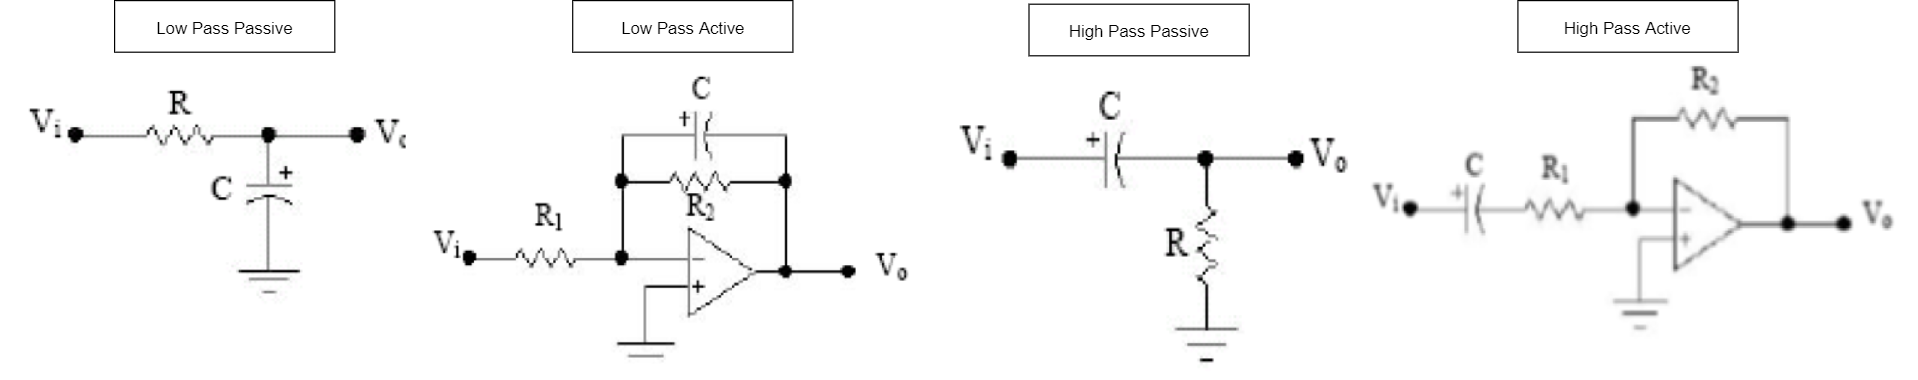 Low Pass Passive
Low Pass Active
High Pass Passive
High Pass Active
Vi
R
C
+
C
+
R2
R1
Vi
-
+
Vo
C
+
Vi
Vo
R
R2
C
+
R1
Vi
-
+
Vo